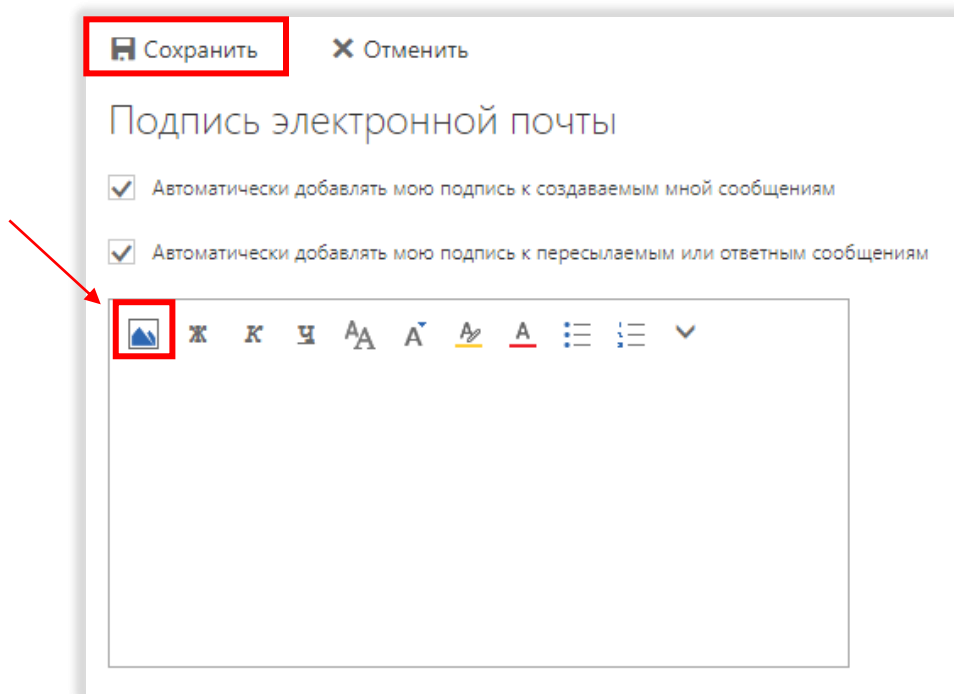 Сохранить Отменить
Подпись электронной почты
Автоматически добавлять мою подпись к создаваемым мной сообщениям
Автоматически добавлять мою подпись к пересылаемым или ответным сообщениям
Ж К Ч